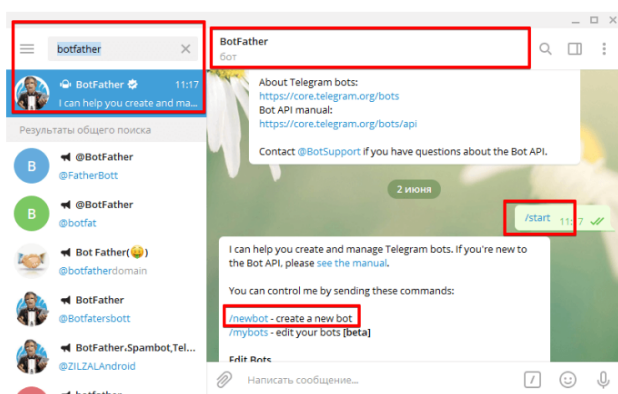 botfather
BotFather 11:17
I can help you create and ma...
Результаты общего поиска
B
@BotFather
@FatherBott
B
@BotFather
@botfat
Bot Father(😄)
@botfatherdomain
BotFather
@Botfatersbott
BotFather.Spambot,Tel...
@ZILZALAndroid
botfather
BotFather
бот
About Telegram bots:
https://core.telegram.org/bots
Bot API manual:
https://core.telegram.org/bots/api
Contact @BotSupport if you have questions about the Bot API.
2 июня
/start
I can help you create and manage Telegram bots. If you're new to
the Bot API, please see the manual.
You can control me by sending these commands:
/newbot - create a new bot
/mybots - edit your bots [beta]
Edit Bots
Написать сообщение...